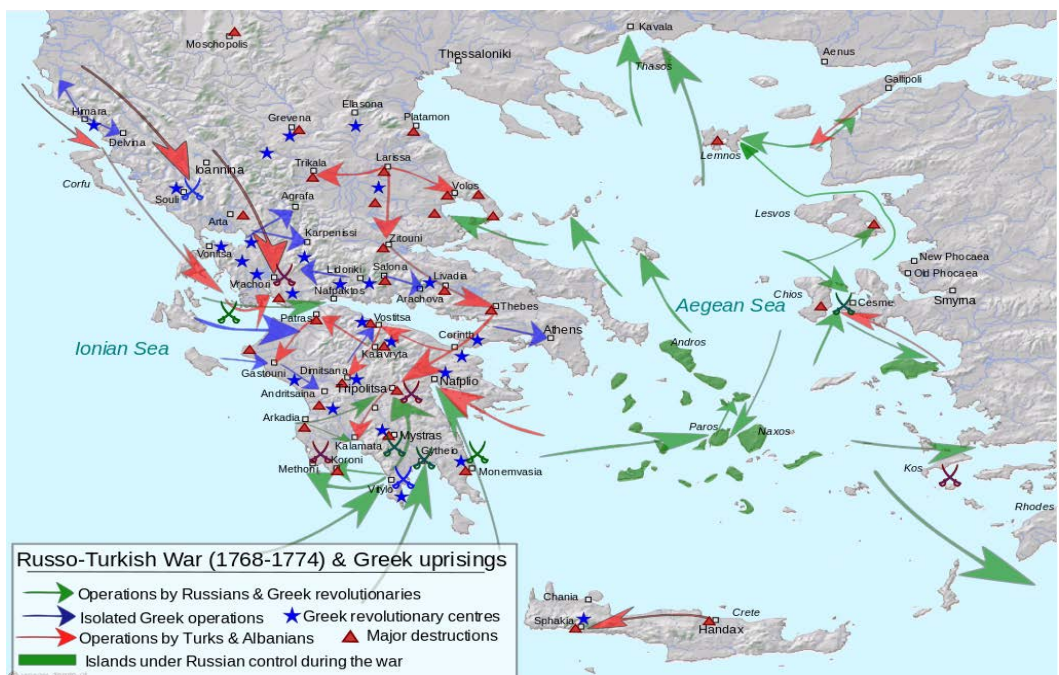 Kavala
Moschopolis
Thessaloniki
Aenus
Thasos
Gallipoli
Ellasona
Himara
Grevena
Platamon
Delvina
Lemnos
Ioannina
Trikala
Larissa
Corfu
Souli
Volos
Agrafa
Lesvos
Arta
Karpenissi
Zitouni
Vonitsa
New Phocaea
Lidoriki
Salona
Livadia
Old Phocaea
Vrachori
Arachova
Chios
Smyrna
Nafpaktos
Cesme
Thebes
Aegean Sea
Patras
Vostitsa
Athens
Ionian Sea
Corinth
Andros
Kalavryta
Gastouni
Dimitsana
Nafplio
Andritsaina
Tripolitsa
Arkadia
Paros
Naxos
Mystras
Kalamata
Gytheio
Koroni
Methoni
Monemvasia
Kos
Vitylo
Rhodes
Russo-Turkish War (1768-1774) & Greek uprisings
Operations by Russians & Greek revolutionaries
Isolated Greek operations
Greek revolutionary centres
Operations by Turks & Albanians
Major destructions
Islands under Russian control during the war
Chania
Sphakia
Crete
Handax